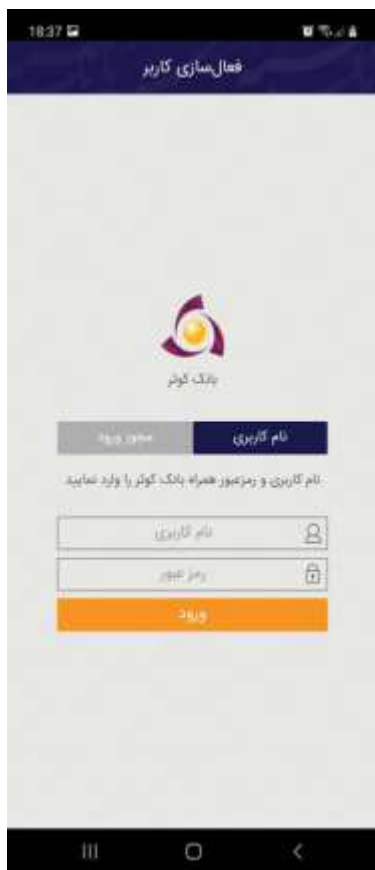 18:37
فعال‌سازی کاربر
بانک کوثر
نام کاربری
مجوز ورود
نام کاربری و رمزعبور همراه بانک کوثر را وارد نمایید
نام کاربری
رمز عبور
ورود